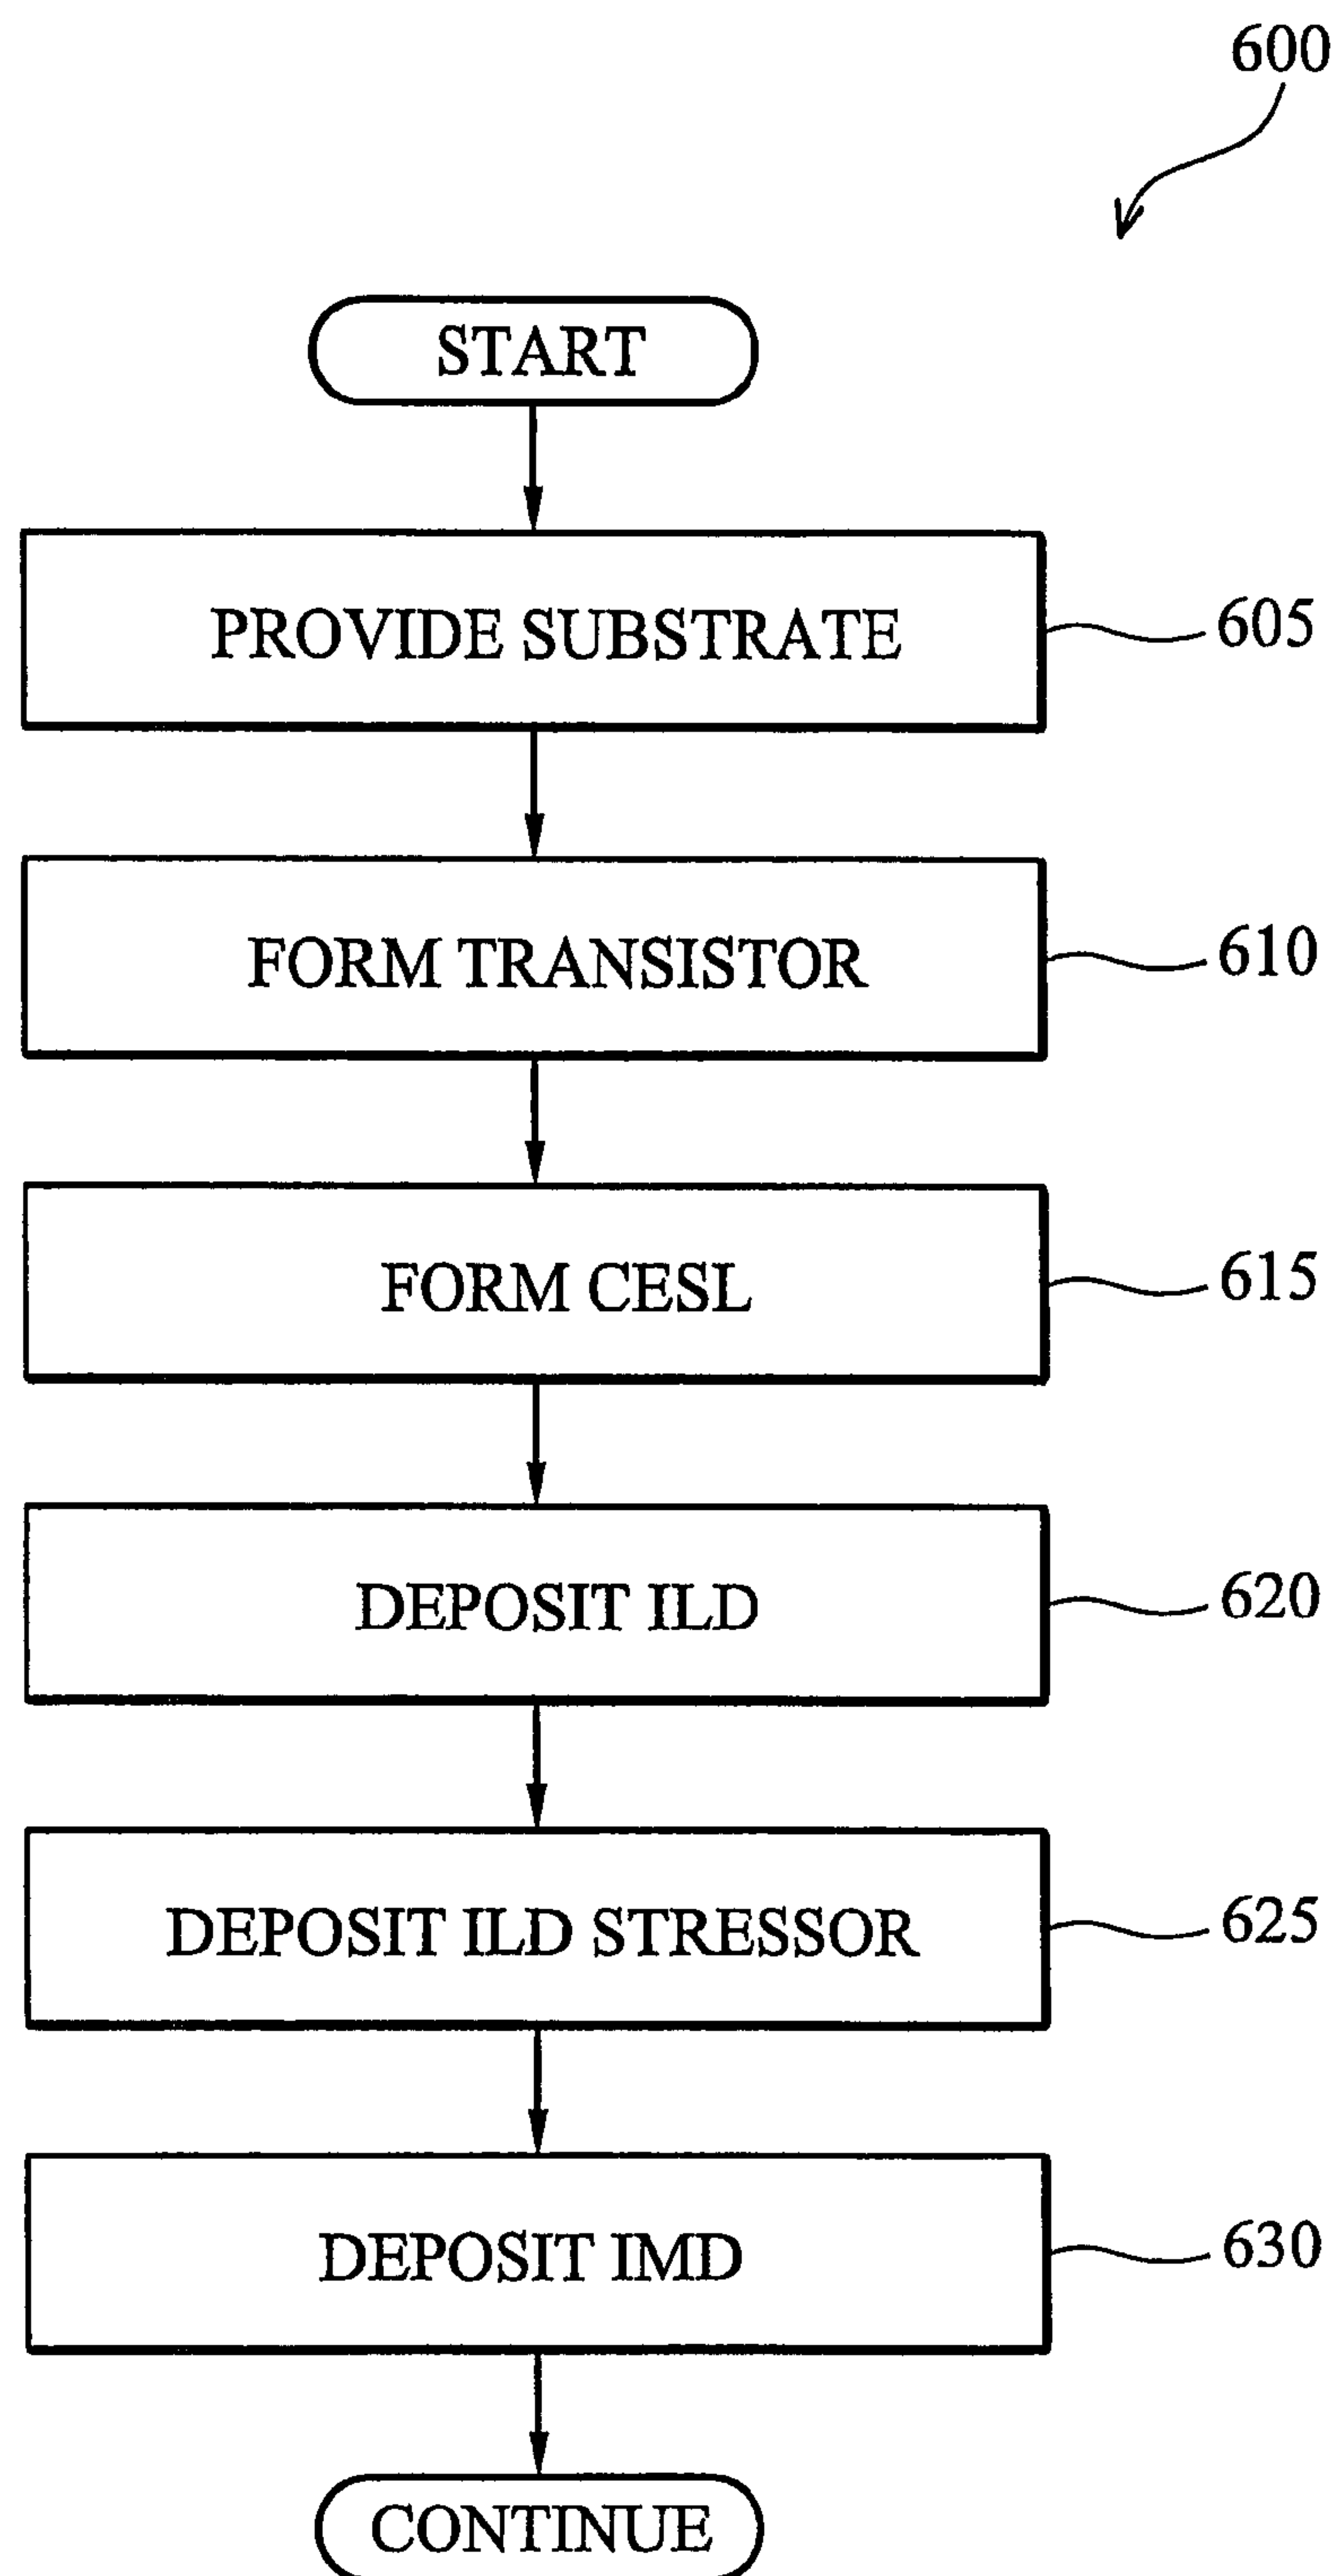 600
START
PROVIDE SUBSTRATE
605
FORM TRANSISTOR
610
FORM CESL
615
DEPOSIT ILD
620
DEPOSIT ILD STRESSOR
625
DEPOSIT IMD
630
CONTINUE